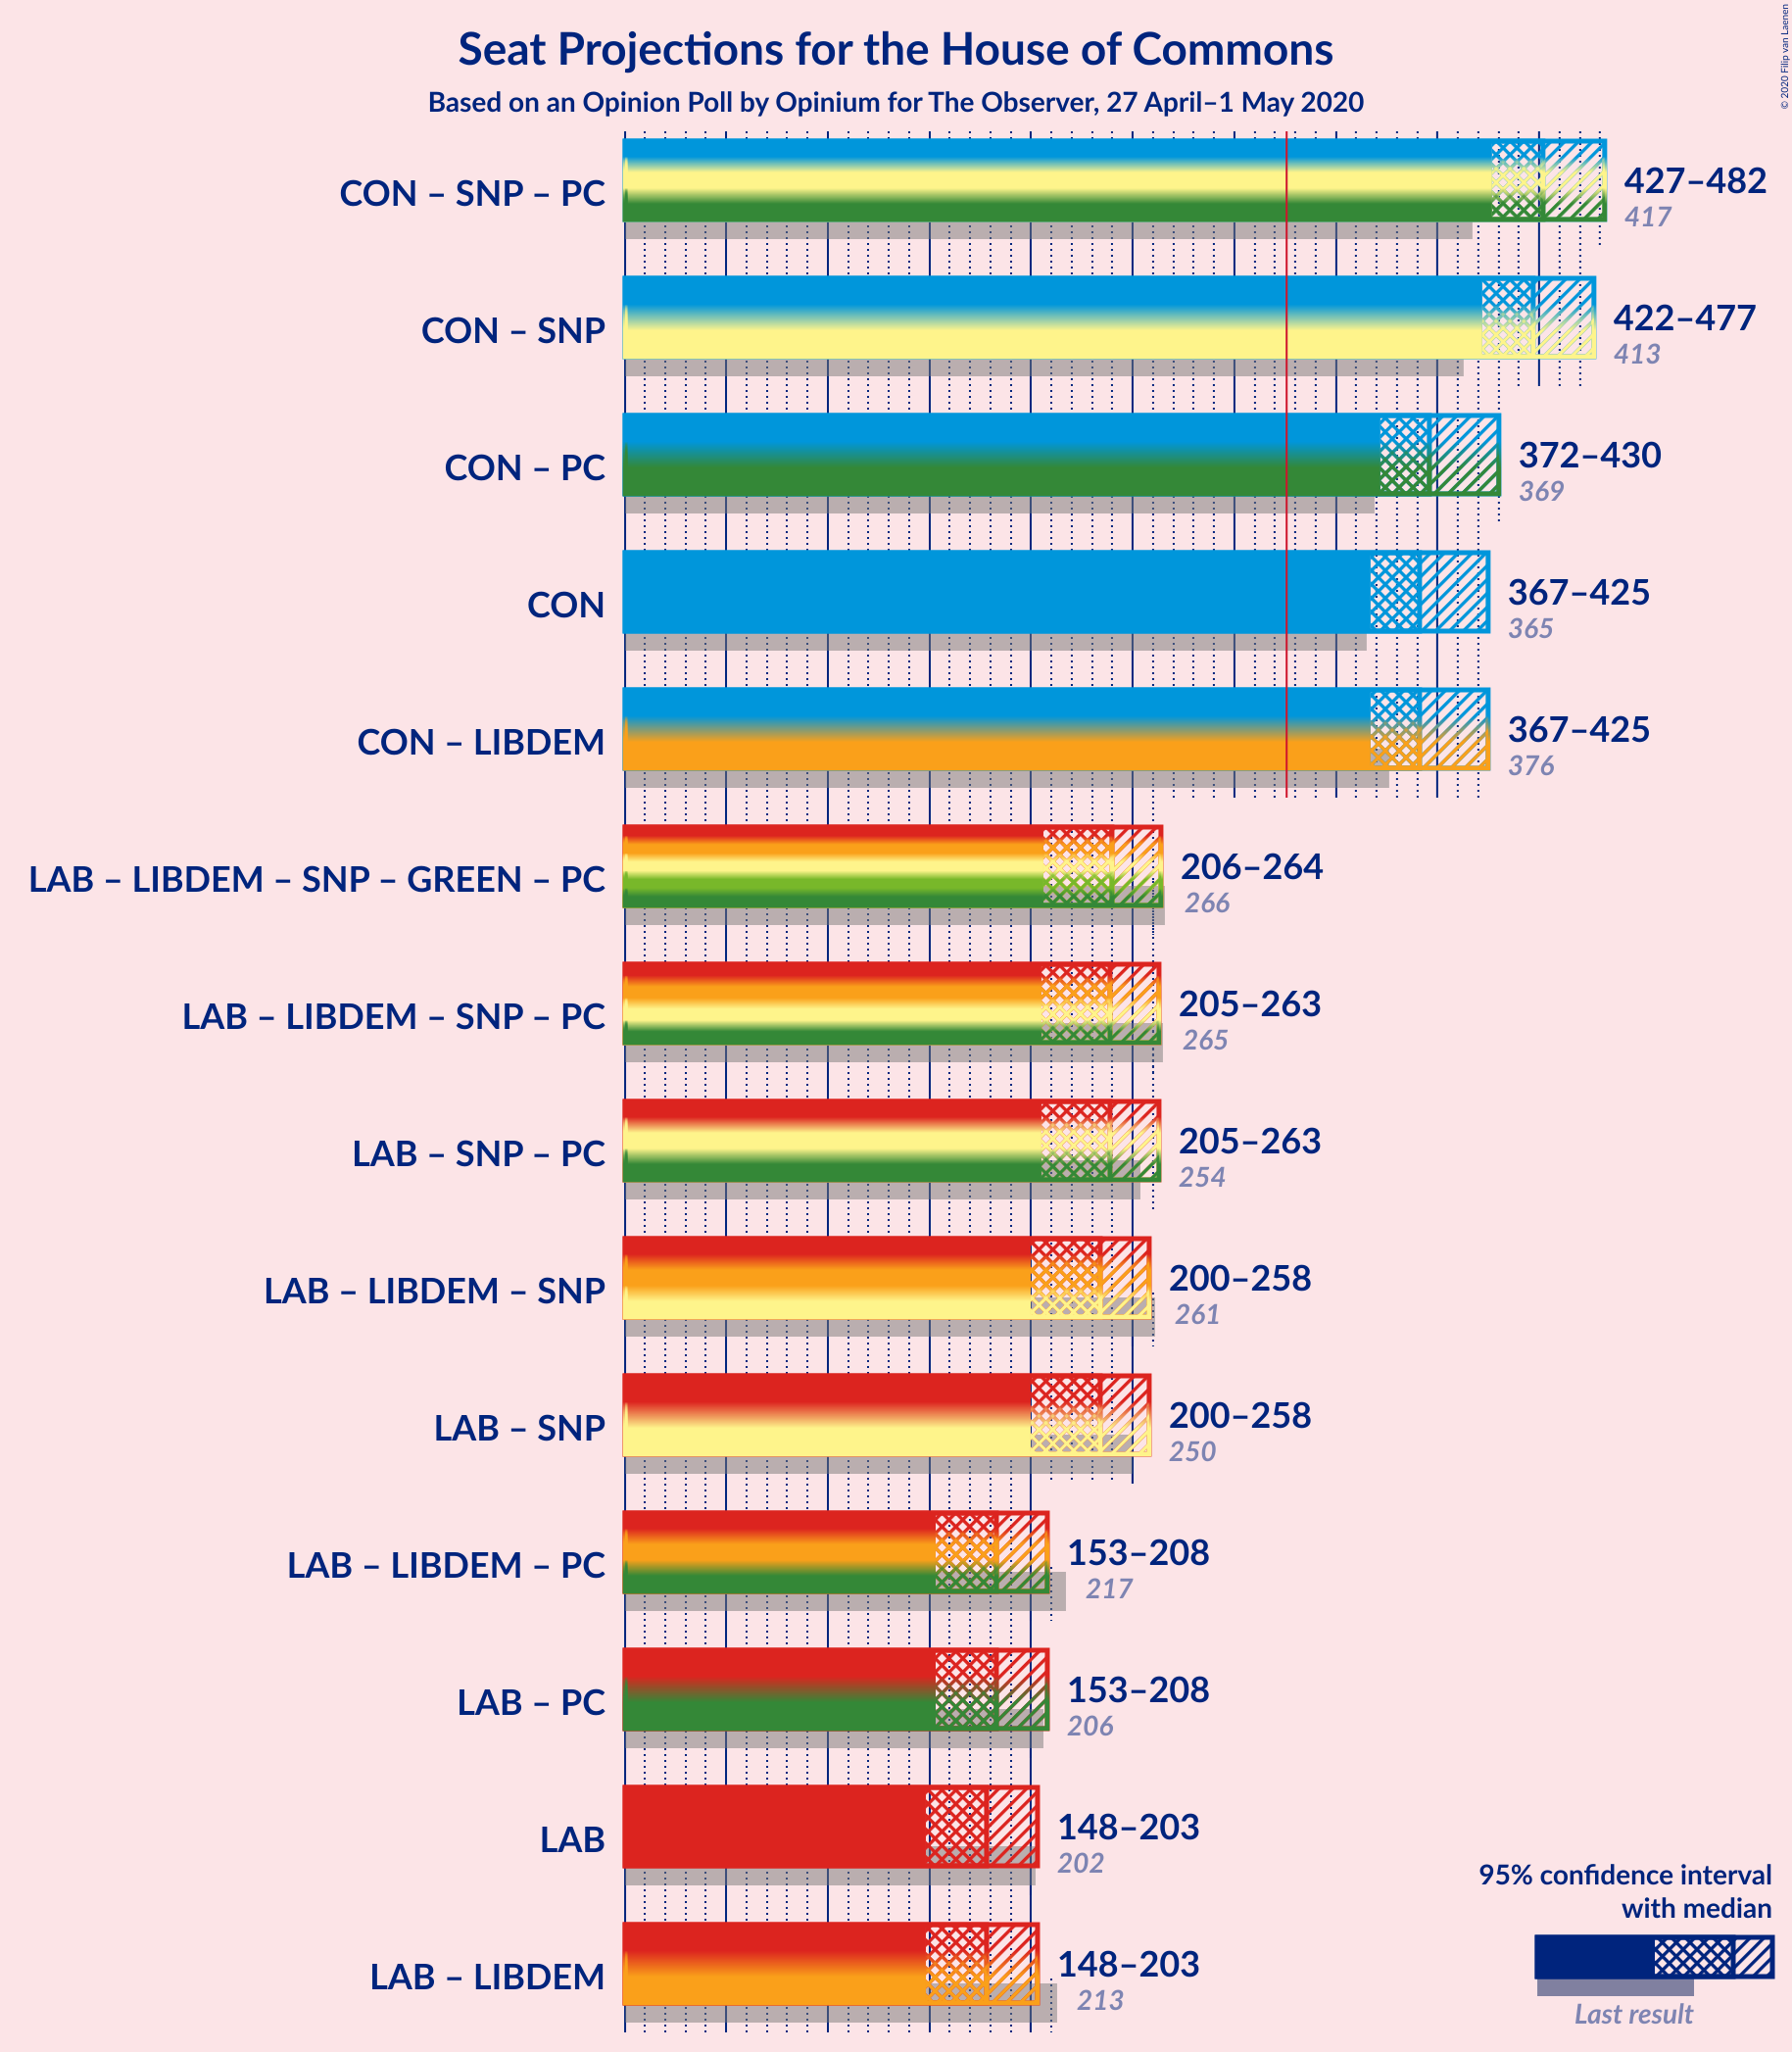 Seat Projections for the House of Commons
Based on an Opinion Poll by Opinium for The Observer, 27 April–1 May 2020
© 2020 Filip van Laenen
CON – SNP – PC
427–482
417
CON – SNP
422–477
413
CON – PC
372–430
369
CON
367–425
365
CON – LIBDEM
367–425
376
LAB – LIBDEM – SNP – GREEN – PC
206–264
266
LAB – LIBDEM – SNP – PC
205–263
265
LAB – SNP – PC
205–263
254
LAB – LIBDEM – SNP
200–258
261
LAB – SNP
200–258
250
LAB – LIBDEM – PC
153–208
217
LAB – PC
153–208
206
LAB
148–203
202
LAB – LIBDEM
148–203
213
95% confidence interval
with median
Last result